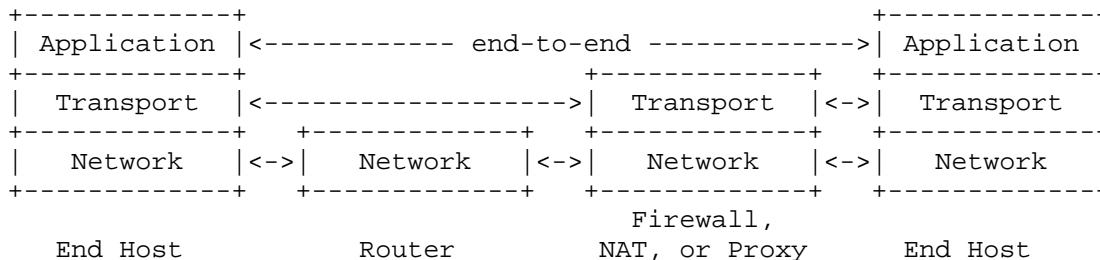 +-------------+                                       +-------------
| Application |<------------ end-to-end ------------->| Application
+-------------+                     +-------------+   +-------------
|  Transport  |<------------------->|  Transport  |<->|  Transport
+-------------+   +-------------+   +-------------+   +-------------
|   Network   |<->|   Network   |<->|   Network   |<->|   Network
+-------------+   +-------------+   +-------------+   +-------------
Firewall,
End Host          Router         NAT, or Proxy      End Host